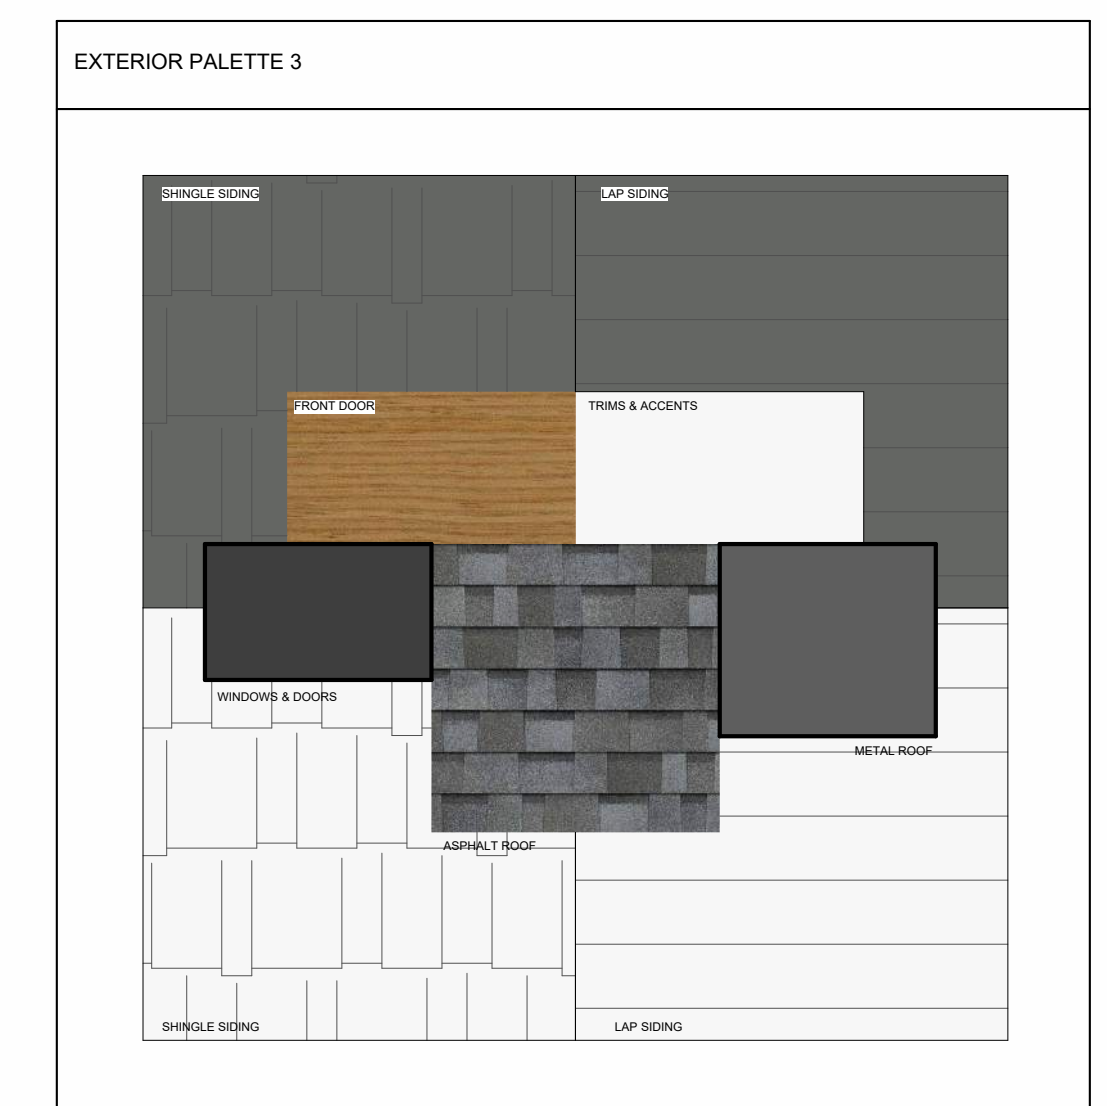 EXTERIOR PALETTE 3
SHINGLE SIDING
LAP SIDING
FRONT DOOR
TRIMS & ACCENTS
WINDOWS & DOORS
METAL ROOF
ASPHALT ROOF
SHINGLE SIDING
LAP SIDING